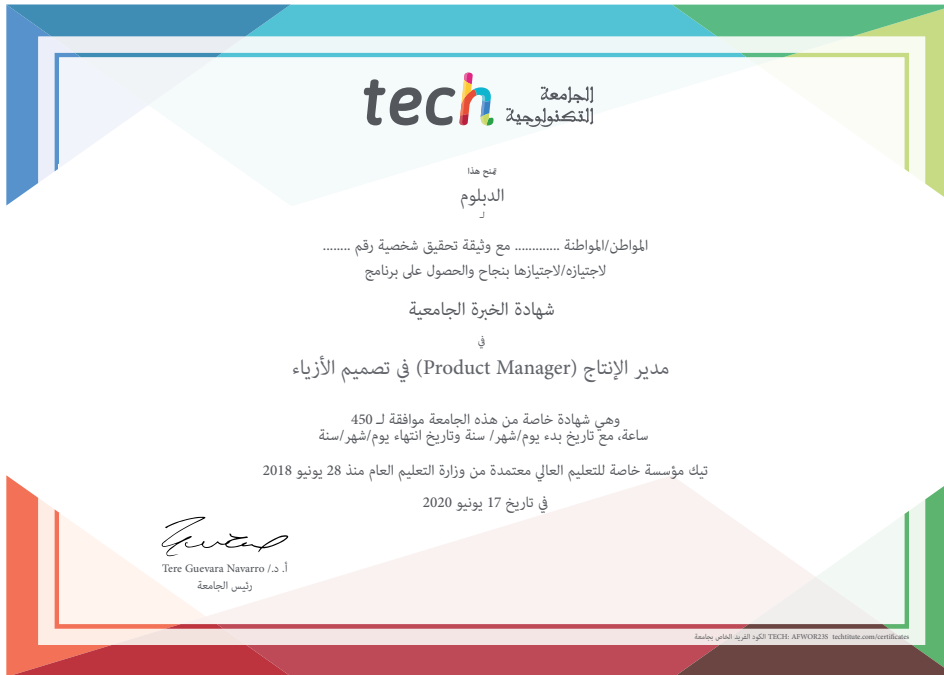 tech الجامعة
التكنولوجية
يمنح هذا
الدبلوم
لـ
المواطن/المواطنة ............ مع وثيقة تحقيق شخصية رقم ........
لاجتيازه/لاجتيازها بنجاح والحصول على برنامج
شهادة الخبرة الجامعية
في
مدير الإنتاج (Product Manager) في تصميم الأزياء
وهي شهادة خاصة من هذه الجامعة موافقة لـ 450
ساعة، مع تاريخ بدء يوم/شهر/ سنة وتاريخ انتهاء يوم/شهر/سنة
تيك مؤسسة خاصة للتعليم العالي معتمدة من وزارة التعليم العام منذ 28 يونيو 2018
في تاريخ 17 يونيو 2020
أ. د./ Tere Guevara Navarro
رئيس الجامعة
الكود الفريد الخاص بجامعة TECH: AFWOR23S techtitute.com/certificates